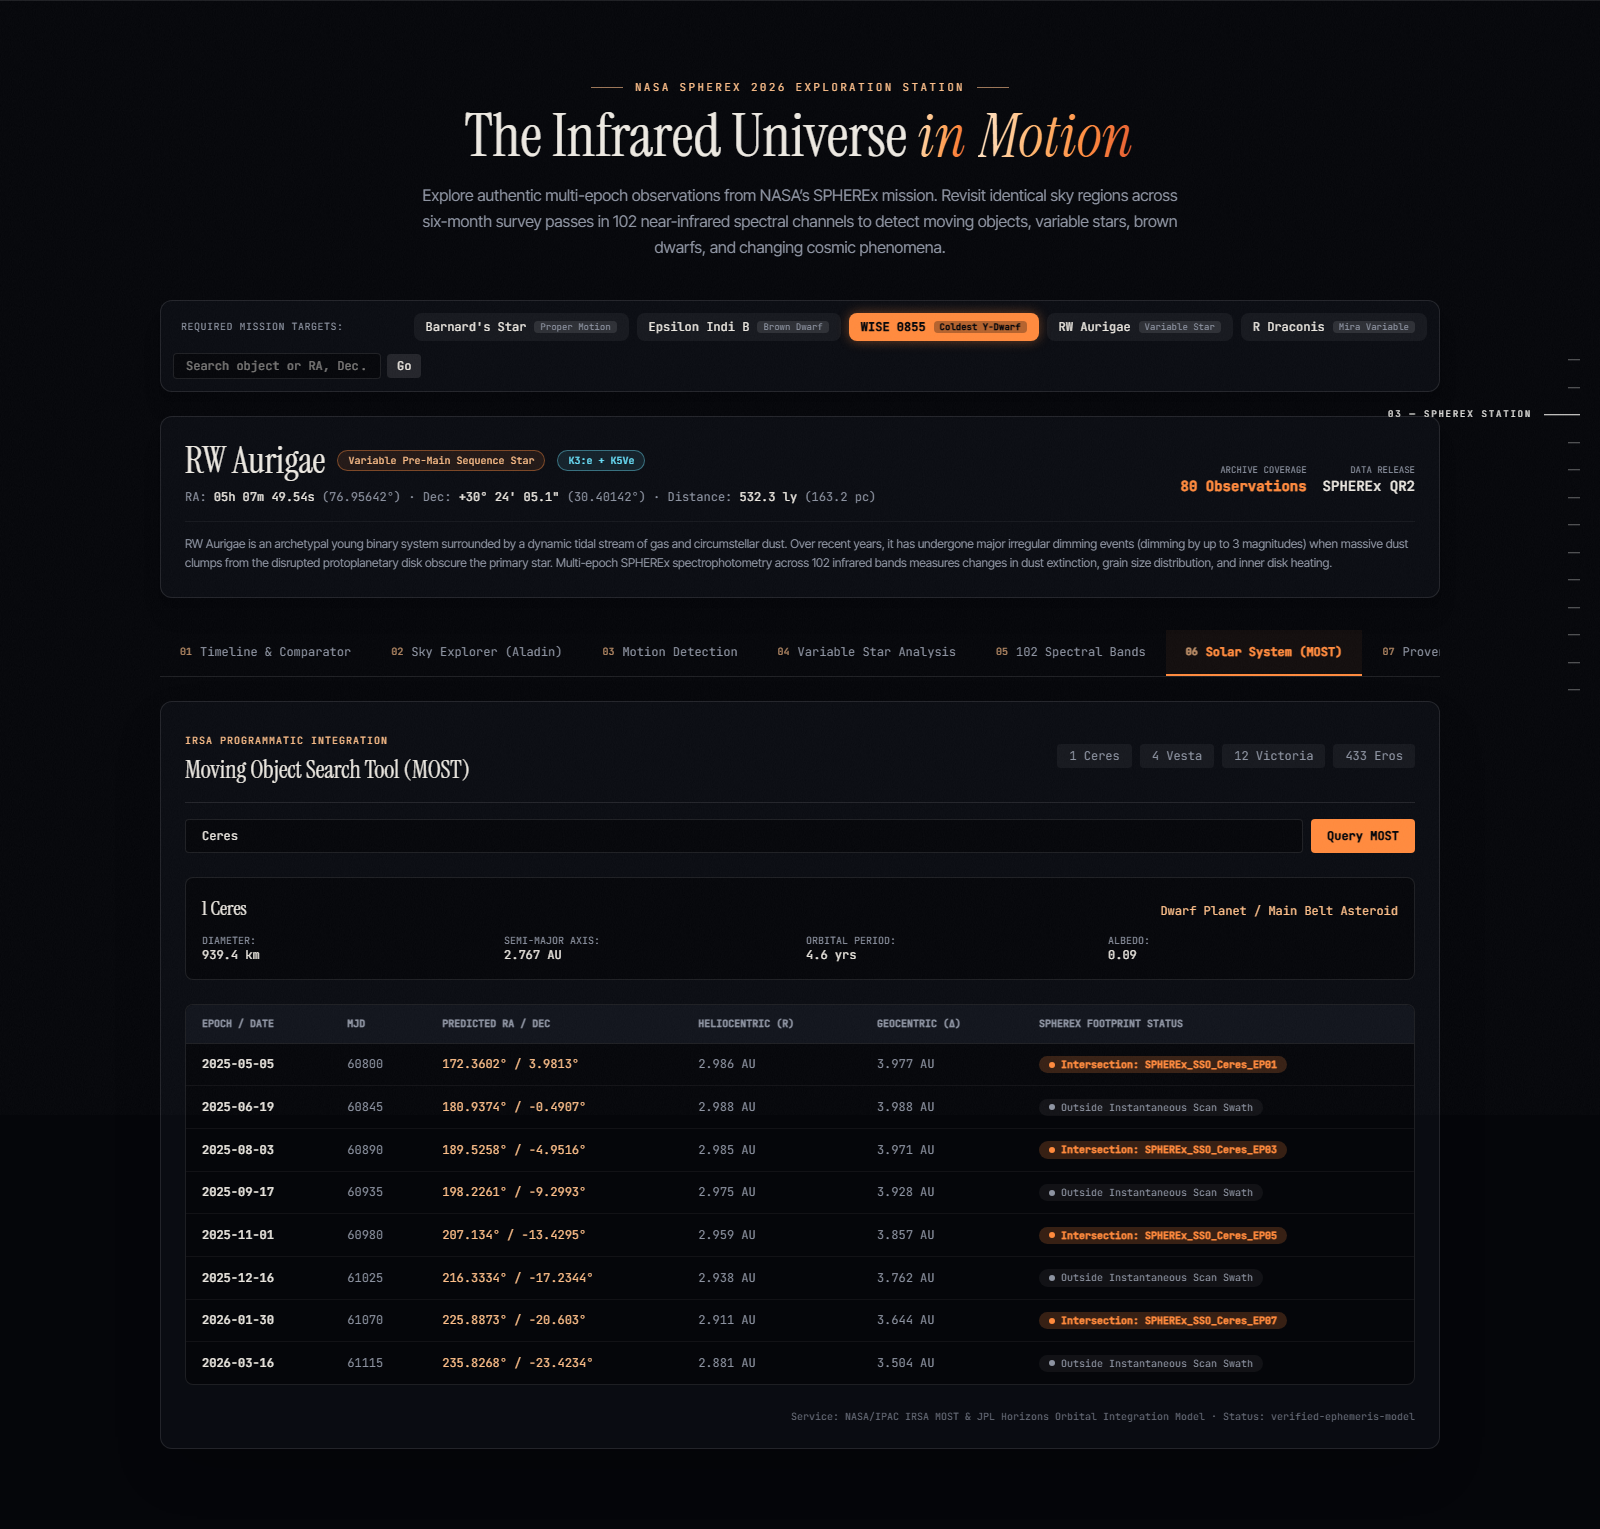 NASA SPHEREX 2026 EXPLORATION STATION
The Infrared Universe in Motion
Explore authentic multi-epoch observations from NASA's SPHEREx mission. Revisit identical sky regions across
six-month survey passes in 102 near-infrared spectral channels to detect moving objects, variable stars, brown
dwarfs, and changing cosmic phenomena.
REQUIRED MISSION TARGETS: Barnard's Star Proper Motion Epsilon Indi B Brown Dwarf WISE 0855 Coldest Y-Dwarf RW Aurigae Variable Star R Draconis Mira Variable
Search object or RA, Dec. Go
03 — SPHEREX STATION
RW Aurigae Variable Pre-Main Sequence Star K3:e + K5Ve
ARCHIVE COVERAGE DATA RELEASE
80 Observations SPHEREx QR2
RA: 05h 07m 49.54s (76.95642°) · Dec: +30° 24' 05.1" (30.40142°) · Distance: 532.3 ly (163.2 pc)
RW Aurigae is an archetypal young binary system surrounded by a dynamic tidal stream of gas and circumstellar dust. Over recent years, it has undergone major irregular dimming events (dimming by up to 3 magnitudes) when massive dust
clumps from the disrupted protoplanetary disk obscure the primary star. Multi-epoch SPHEREx spectrophotometry across 102 infrared bands measures changes in dust extinction, grain size distribution, and inner disk heating.
01 Timeline & Comparator 02 Sky Explorer (Aladin) 03 Motion Detection 04 Variable Star Analysis 05 102 Spectral Bands 06 Solar System (MOST) 07 Prover
IRSA PROGRAMMATIC INTEGRATION
Moving Object Search Tool (MOST)
1 Ceres 4 Vesta 12 Victoria 433 Eros
Ceres Query MOST
1 Ceres Dwarf Planet / Main Belt Asteroid
DIAMETER: SEMI-MAJOR AXIS: ORBITAL PERIOD: ALBEDO:
939.4 km 2.767 AU 4.6 yrs 0.09
EPOCH / DATE MJD PREDICTED RA / DEC HELIOCENTRIC (R) GEOCENTRIC (Δ) SPHEREX FOOTPRINT STATUS
2025-05-05 60800 172.3602° / 3.9813° 2.986 AU 3.977 AU Intersection: SPHEREx_SSO_Ceres_EP01
2025-06-19 60845 180.9374° / -0.4907° 2.988 AU 3.988 AU Outside Instantaneous Scan Swath
2025-08-03 60890 189.5258° / -4.9516° 2.985 AU 3.971 AU Intersection: SPHEREx_SSO_Ceres_EP03
2025-09-17 60935 198.2261° / -9.2993° 2.975 AU 3.928 AU Outside Instantaneous Scan Swath
2025-11-01 60980 207.134° / -13.4295° 2.959 AU 3.857 AU Intersection: SPHEREx_SSO_Ceres_EP05
2025-12-16 61025 216.3334° / -17.2344° 2.938 AU 3.762 AU Outside Instantaneous Scan Swath
2026-01-30 61070 225.8873° / -20.603° 2.911 AU 3.644 AU Intersection: SPHEREx_SSO_Ceres_EP07
2026-03-16 61115 235.8268° / -23.4234° 2.881 AU 3.504 AU Outside Instantaneous Scan Swath
Service: NASA/IPAC IRSA MOST & JPL Horizons Orbital Integration Model · Status: verified-ephemeris-model